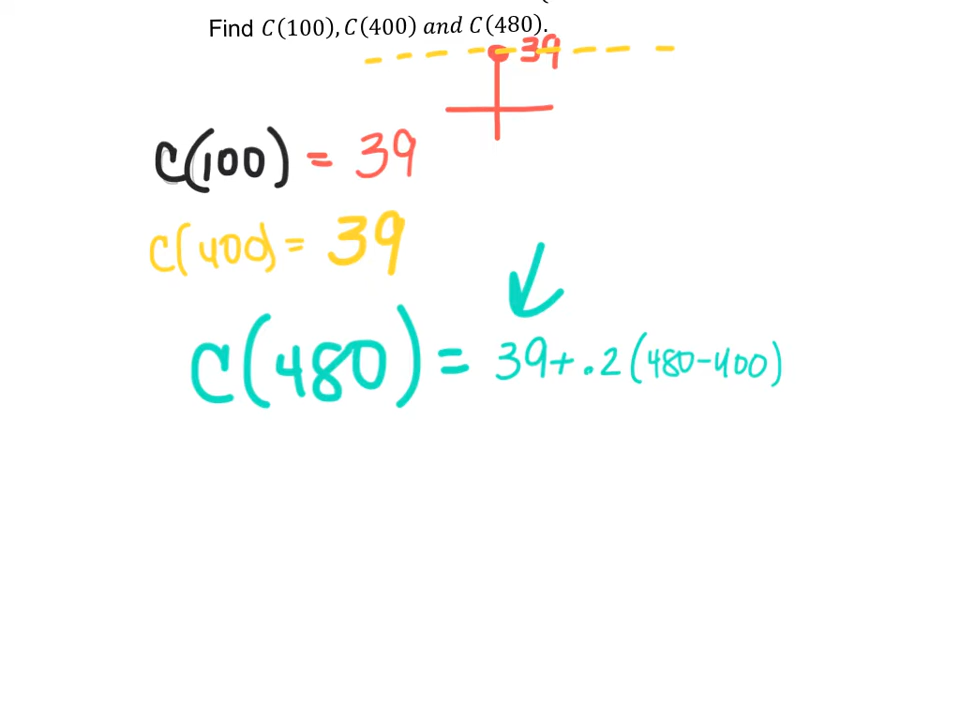 Find C(100), C(400) and C(480).
39
C(100) = 39
C(400) = 39
C(480) = 39+.2(480-400)